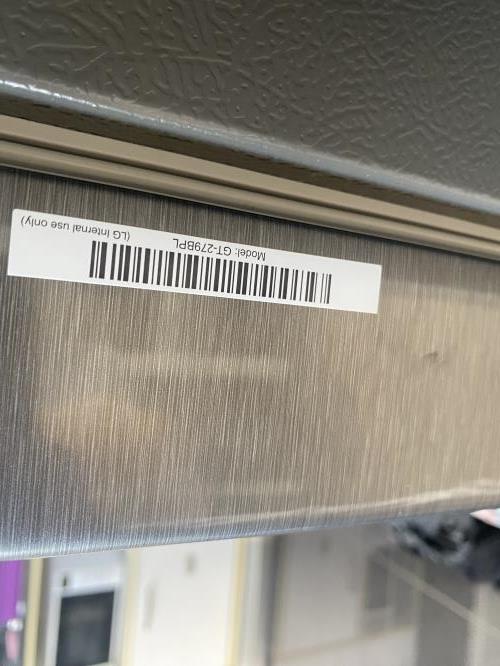 Model: GT-279BPL
(LG Internal use only)